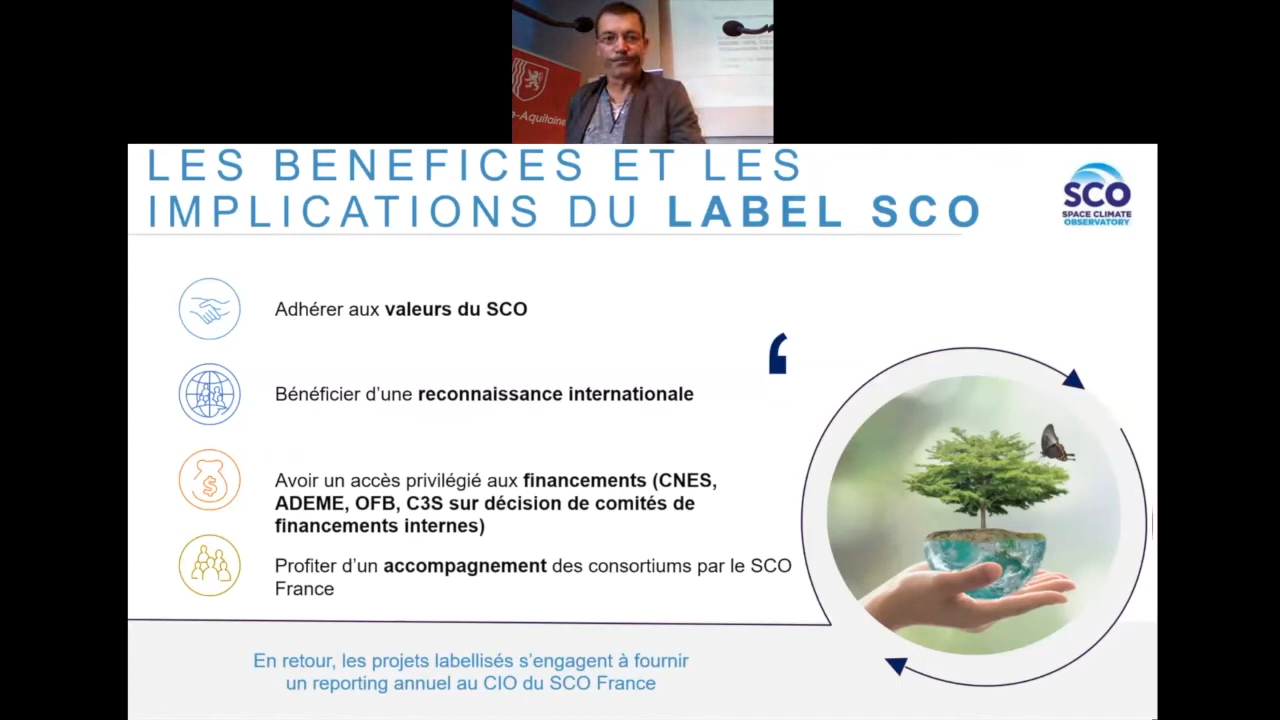 e-Aquitaine
LES BENEFICES ET LES
IMPLICATIONS DU LABEL SCO
SCO
SPACE CLIMATE
OBSERVATORY
Adhérer aux valeurs du SCO
Bénéficier d’une reconnaissance internationale
Avoir un accès privilégié aux financements (CNES,
ADEME, OFB, C3S sur décision de comités de
financements internes)
Profiter d’un accompagnement des consortiums par le SCO
France
En retour, les projets labellisés s’engagent à fournir
un reporting annuel au CIO du SCO France